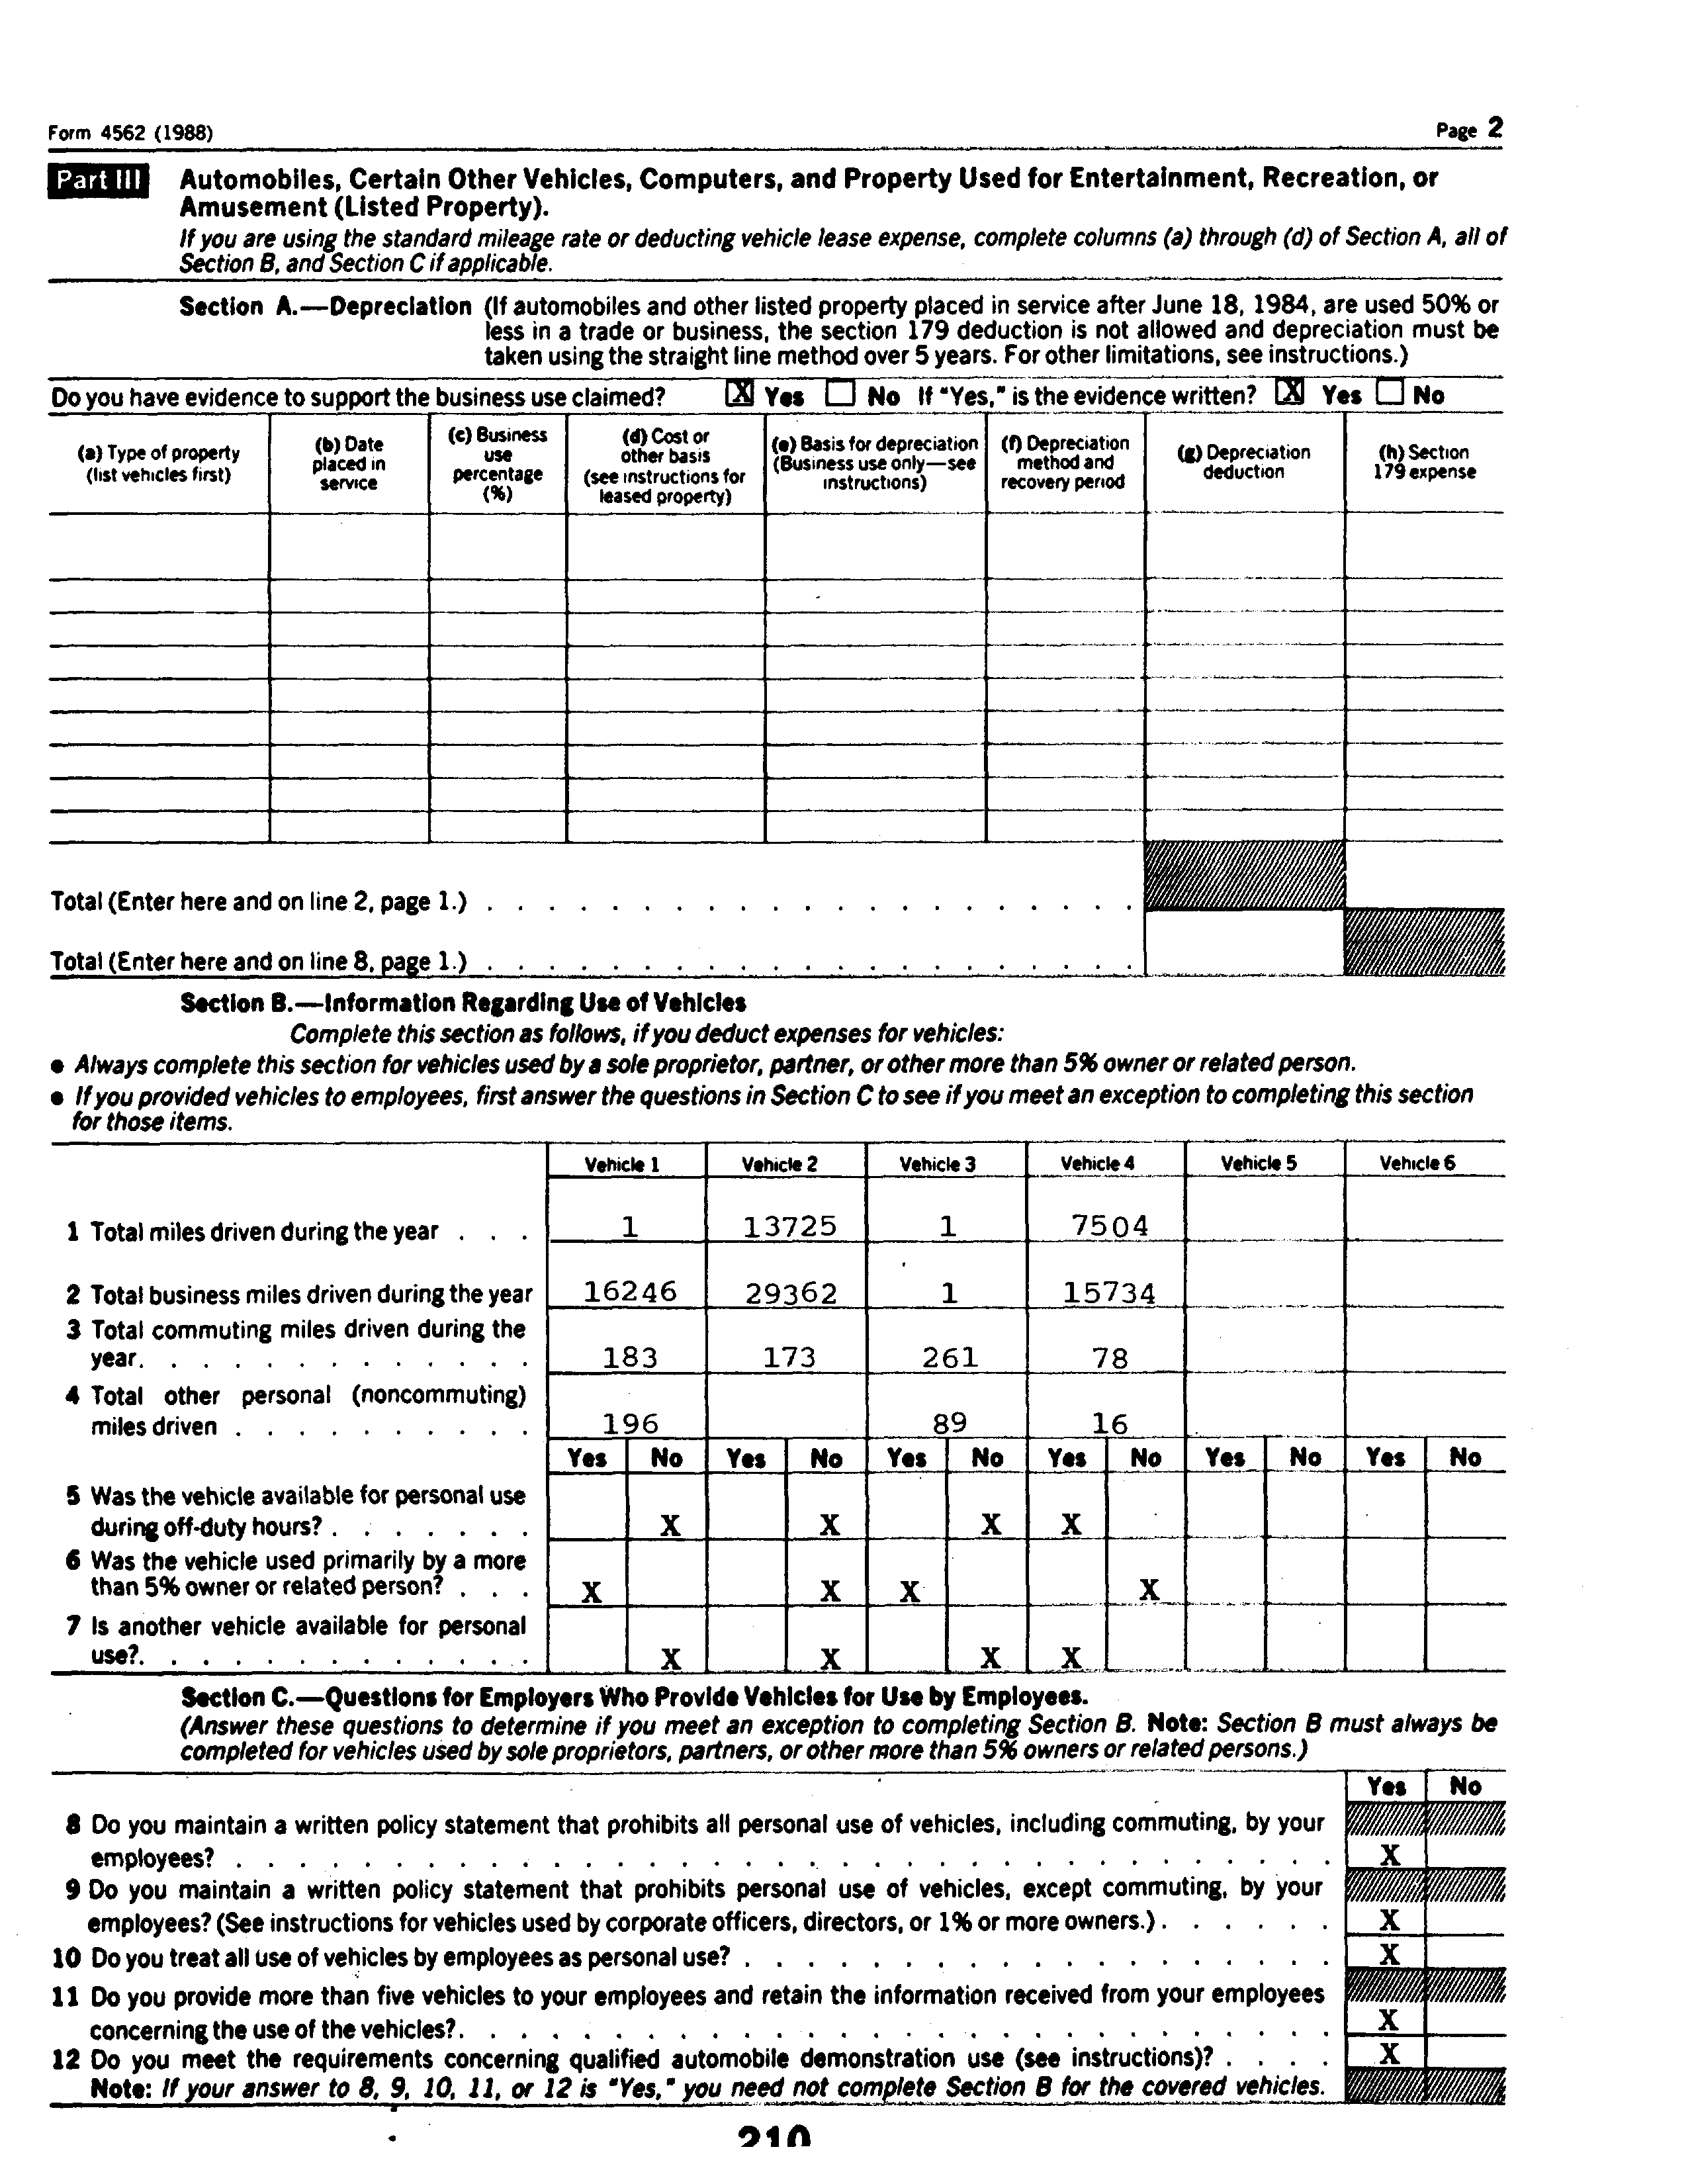 Form 4562 (1988)
Page 2
Part III
Automobiles, Certain Other Vehicles, Computers, and Property Used for Entertainment, Recreation, or
Amusement (Listed Property).
If you are using the standard mileage rate or deducting vehicle lease expense, complete columns (a) through (d) of Section A, all of
Section B, and Section C if applicable.
Section A.—Depreciation (If automobiles and other listed property placed in service after June 18, 1984, are used 50% or
less in a trade or business, the section 179 deduction is not allowed and depreciation must be
taken using the straight line method over 5 years. For other limitations, see instructions.)
Do you have evidence to support the business use claimed? X Yes No If "Yes," is the evidence written? X Yes No
(a) Type of property
(list vehicles first)
(b) Date
placed in
service
(c) Business
use
percentage
(%)
(d) Cost or
other basis
(see instructions for
leased property)
(e) Basis for depreciation
(Business use only—see
instructions)
(f) Depreciation
method and
recovery period
(g) Depreciation
deduction
(h) Section
179 expense
Total (Enter here and on line 2, page 1.) . . . . . . . . . . . . . . . . . . . . .
Total (Enter here and on line 8, page 1.) . . . . . . . . . . . . . . . . . . . . .
Section B.—Information Regarding Use of Vehicles
Complete this section as follows, if you deduct expenses for vehicles:
● Always complete this section for vehicles used by a sole proprietor, partner, or other more than 5% owner or related person.
● If you provided vehicles to employees, first answer the questions in Section C to see if you meet an exception to completing this section
for those items.
Vehicle 1 Vehicle 2 Vehicle 3 Vehicle 4 Vehicle 5 Vehicle 6
1 Total miles driven during the year . . . 1 13725 1 7504
2 Total business miles driven during the year 16246 29362 1 15734
3 Total commuting miles driven during the
year. . . . . . . . . . . . . 183 173 261 78
4 Total other personal (noncommuting)
miles driven . . . . . . . . . . 196 89 16
Yes No Yes No Yes No Yes No Yes No Yes No
5 Was the vehicle available for personal use
during off-duty hours? . . . . . . . X X X X
6 Was the vehicle used primarily by a more
than 5% owner or related person? . . . X X X X
7 Is another vehicle available for personal
use?. . . . . . . . . . . . . X X X X
Section C.—Questions for Employers Who Provide Vehicles for Use by Employees.
(Answer these questions to determine if you meet an exception to completing Section B. Note: Section B must always be
completed for vehicles used by sole proprietors, partners, or other more than 5% owners or related persons.)
Yes No
8 Do you maintain a written policy statement that prohibits all personal use of vehicles, including commuting, by your
employees? . . . . . . . . . . . . . . . . . . . . . . . . . . . . . . . . . . X
9 Do you maintain a written policy statement that prohibits personal use of vehicles, except commuting, by your
employees? (See instructions for vehicles used by corporate officers, directors, or 1% or more owners.) . . . . . . X
10 Do you treat all use of vehicles by employees as personal use? . . . . . . . . . . . . . . . . . . . X
11 Do you provide more than five vehicles to your employees and retain the information received from your employees
concerning the use of the vehicles?. . . . . . . . . . . . . . . . . . . . . . . . . . . . X
12 Do you meet the requirements concerning qualified automobile demonstration use (see instructions)? . . . . X
Note: If your answer to 8, 9, 10, 11, or 12 is "Yes," you need not complete Section B for the covered vehicles.
210